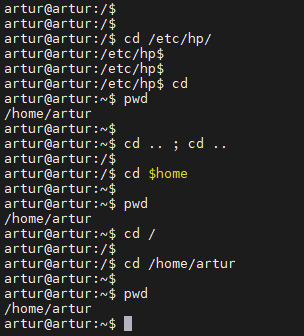 artur@artur:/$
artur@artur:/$
artur@artur:/$ cd /etc/hp/
artur@artur:/etc/hp$
artur@artur:/etc/hp$
artur@artur:/etc/hp$ cd
artur@artur:~$ pwd
/home/artur
artur@artur:~$
artur@artur:~$ cd .. ; cd ..
artur@artur:/$
artur@artur:/$ cd $home
artur@artur:~$
artur@artur:~$ pwd
/home/artur
artur@artur:~$ cd /
artur@artur:/$
artur@artur:/$ cd /home/artur
artur@artur:~$
artur@artur:~$ pwd
/home/artur
artur@artur:~$